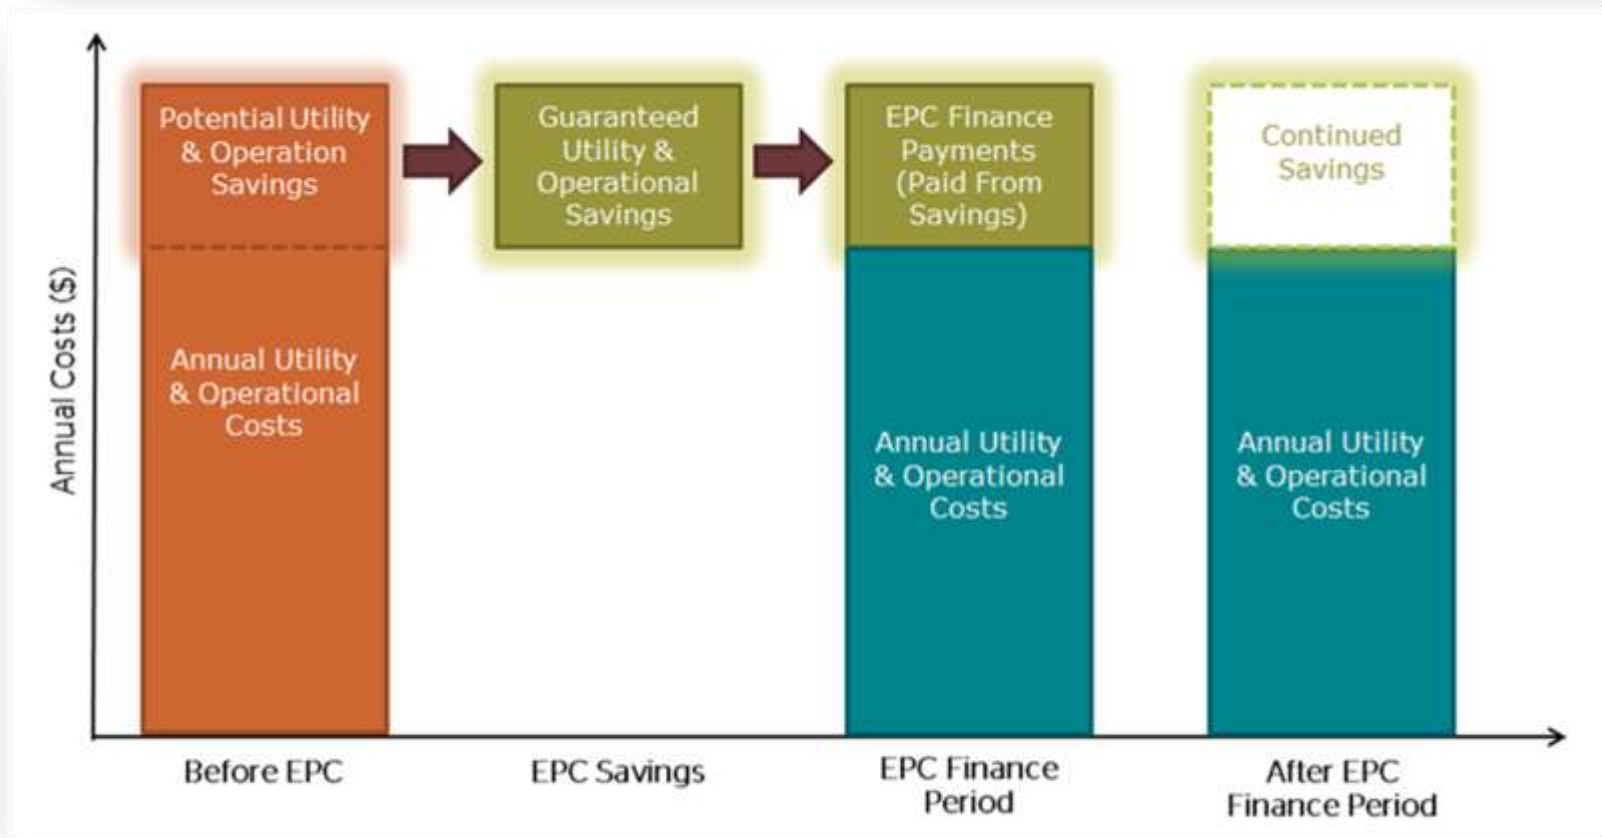 Annual Costs ($)
Potential Utility
& Operation
Savings
Annual Utility
& Operational
Costs
Guaranteed
Utility &
Operational
Savings
EPC Finance
Payments
(Paid From
Savings)
Annual Utility
& Operational
Costs
Continued
Savings
Annual Utility
& Operational
Costs
Before EPC
EPC Savings
EPC Finance
Period
After EPC
Finance Period